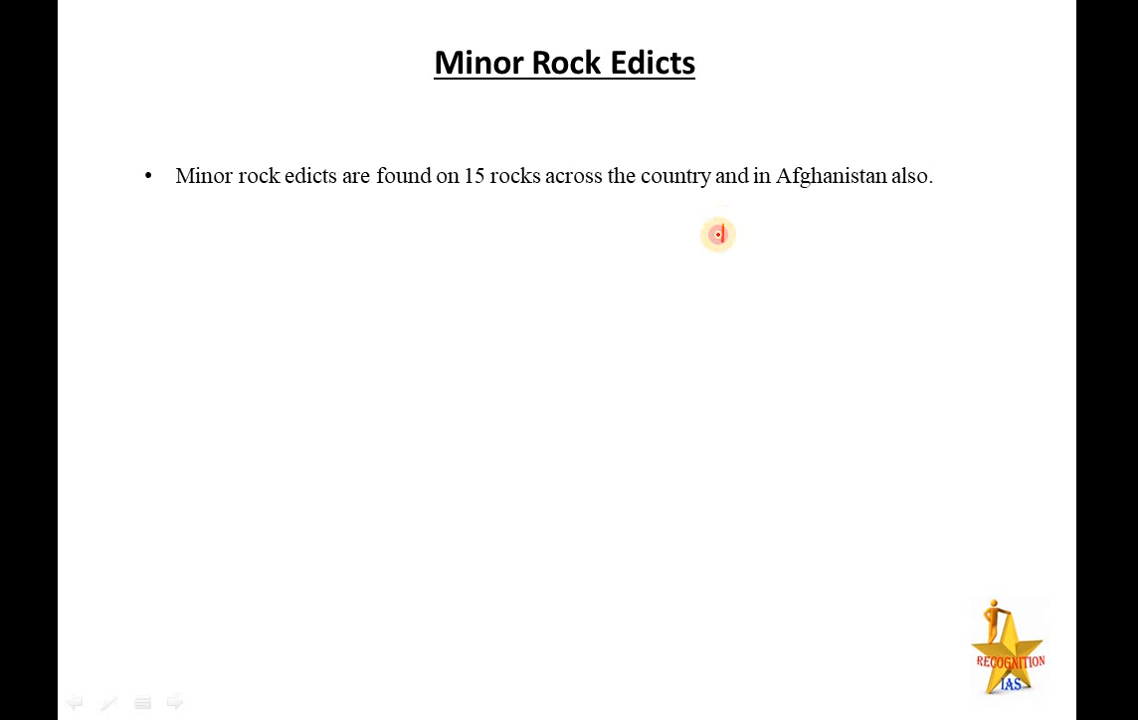 Minor Rock Edicts
• Minor rock edicts are found on 15 rocks across the country and in Afghanistan also.
RECOGNITION
IAS